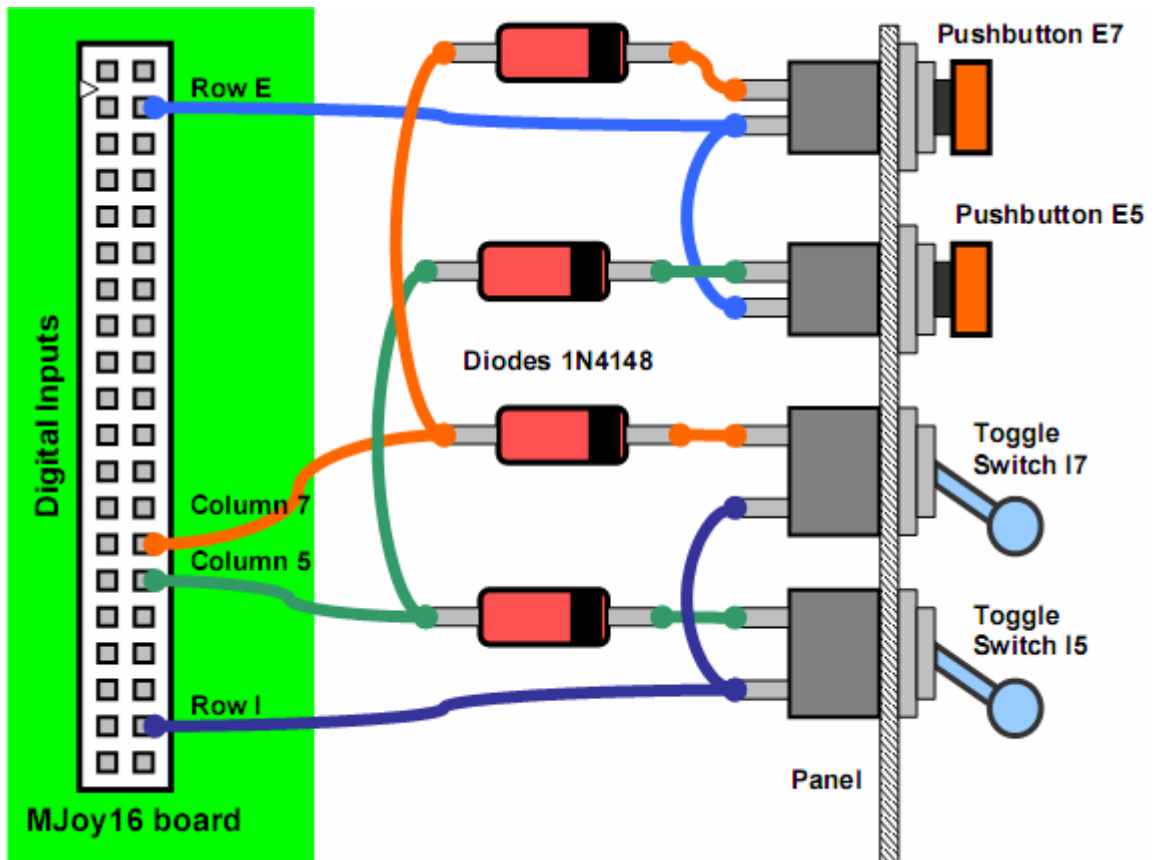 Pushbutton E7
Row E
Pushbutton E5
Digital Inputs
Diodes 1N4148
Toggle
Switch I7
Column 7
Column 5
Toggle
Switch I5
Row I
Panel
MJoy16 board